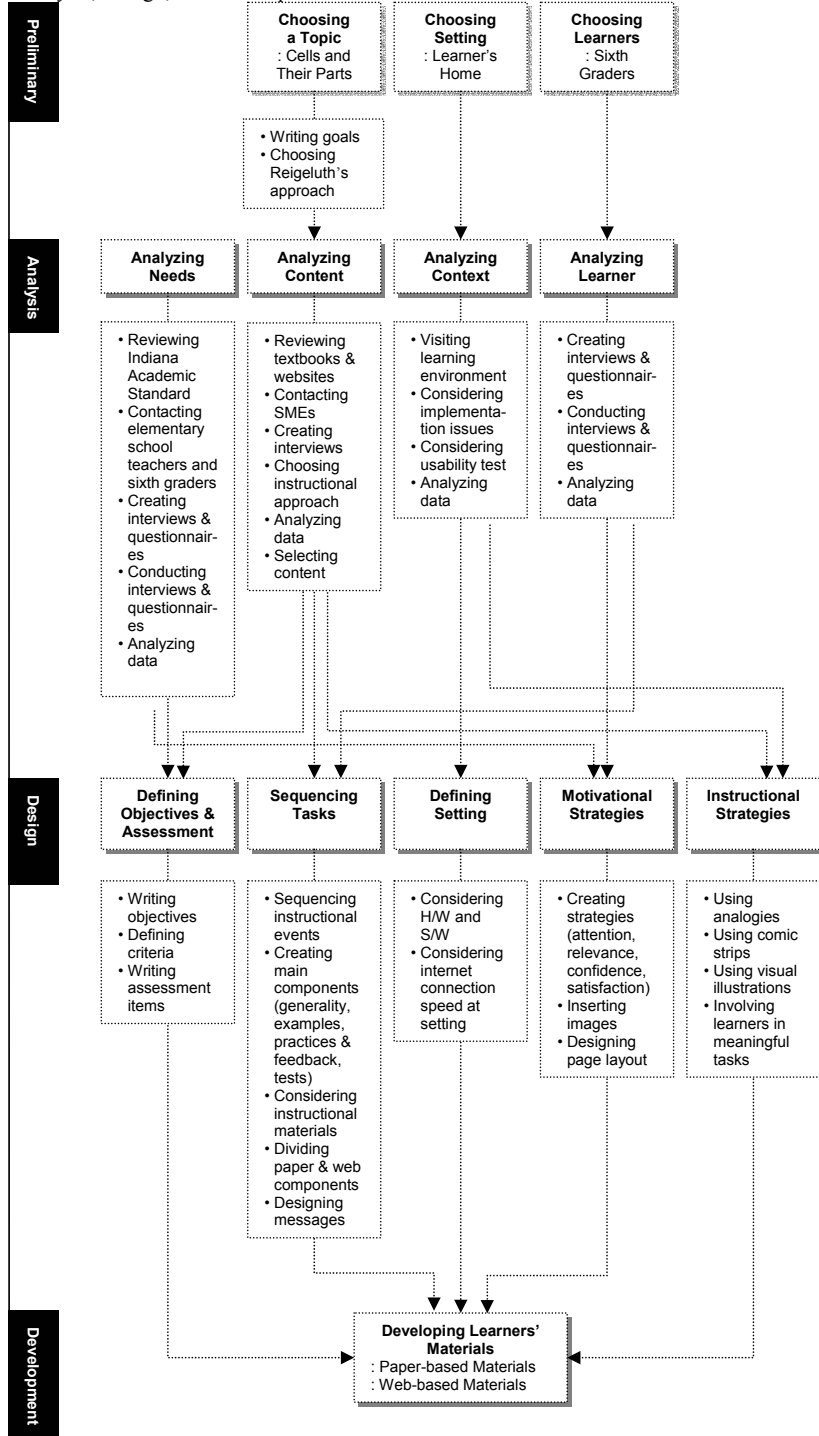 Preliminary
Choosing
a Topic
: Cells and
Their Parts
Choosing
Setting
: Learner's
Home
Choosing
Learners
: Sixth
Graders
• Writing goals
• Choosing
Reigeluth's
approach
Analysis
Analyzing
Needs
Analyzing
Content
Analyzing
Context
Analyzing
Learner
• Reviewing
Indiana
Academic
Standard
• Contacting
elementary
school
teachers and
sixth graders
• Creating
interviews &
questionnair-
es
• Conducting
interviews &
questionnair-
es
• Analyzing
data
• Reviewing
textbooks &
websites
• Contacting
SMEs
• Creating
interviews
• Choosing
instructional
approach
• Analyzing
data
• Selecting
content
• Visiting
learning
environment
• Considering
implementa-
tion issues
• Considering
usability test
• Analyzing
data
• Creating
interviews &
questionnair-
es
• Conducting
interviews &
questionnair-
es
• Analyzing
data
Design
Defining
Objectives &
Assessment
Sequencing
Tasks
Defining
Setting
Motivational
Strategies
Instructional
Strategies
• Writing
objectives
• Defining
criteria
• Writing
assessment
items
• Sequencing
instructional
events
• Creating
main
components
(generality,
examples,
practices &
feedback,
tests)
• Considering
instructional
materials
• Dividing
paper & web
components
• Designing
messages
• Considering
H/W and
S/W
• Considering
internet
connection
speed at
setting
• Creating
strategies
(attention,
relevance,
confidence,
satisfaction)
• Inserting
images
• Designing
page layout
• Using
analogies
• Using comic
strips
• Using visual
illustrations
• Involving
learners in
meaningful
tasks
Development
Developing Learners'
Materials
: Paper-based Materials
: Web-based Materials